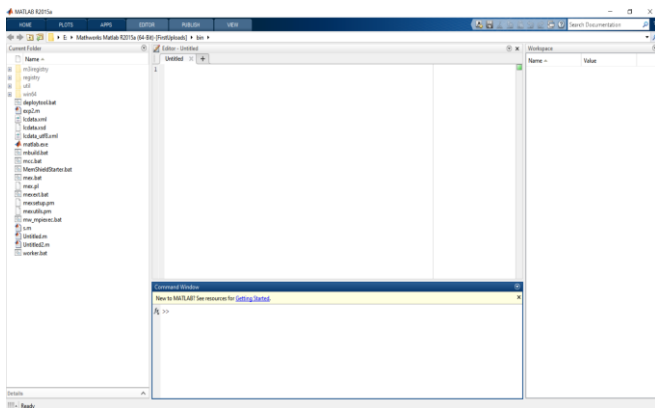 MATLAB R2015a
HOME PLOTS APPS EDITOR PUBLISH VIEW
Search Documentation
E: Mathworks Matlab R2015a (64-Bit)-[FirstUploads] bin
Current Folder
Name
m3iregistry
registry
util
win64
deploytool.bat
exp2.m
lcdata.xml
lcdata.xsd
lcdata_utf8.xml
matlab.exe
mbuild.bat
mcc.bat
MemShieldStarter.bat
mex.bat
mex.pl
mexext.bat
mexsetup.pm
mexutils.pm
mw_mpiexec.bat
s.m
Untitled.m
Untitled2.m
worker.bat
Details
Ready
Editor - Untitled
Untitled
1
Command Window
New to MATLAB? See resources for Getting Started.
fx >>
Workspace
Name Value